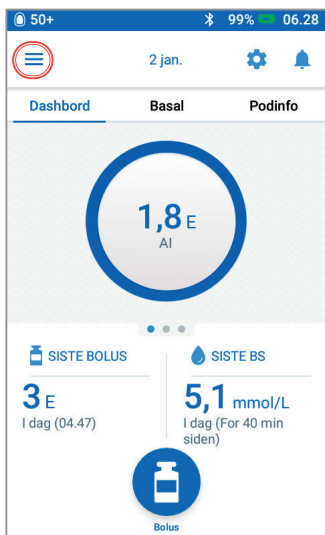 50+ 99% 06.28
2 jan.
Dashbord Basal Podinfo
1,8 E
AI
SISTE BOLUS
3 E
I dag (04.47)
SISTE BS
5,1 mmol/L
I dag (For 40 min
siden)
Bolus